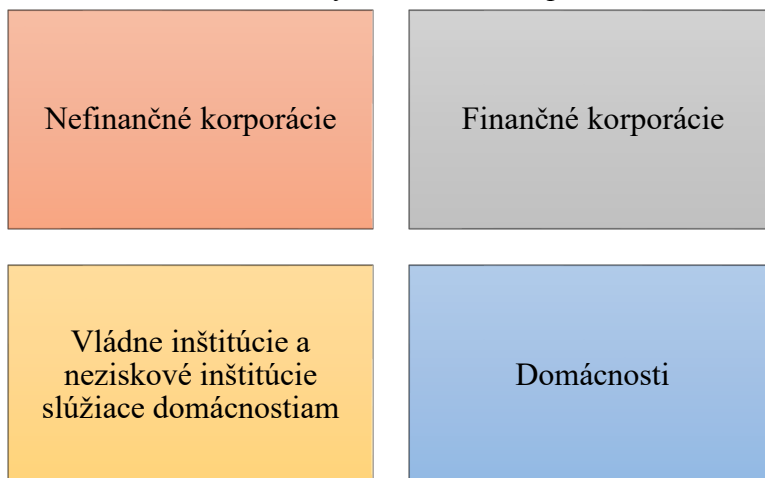 Nefinančné korporácie
Finančné korporácie
Vládne inštitúcie a
neziskové inštitúcie
slúžiace domácnostiam
Domácnosti